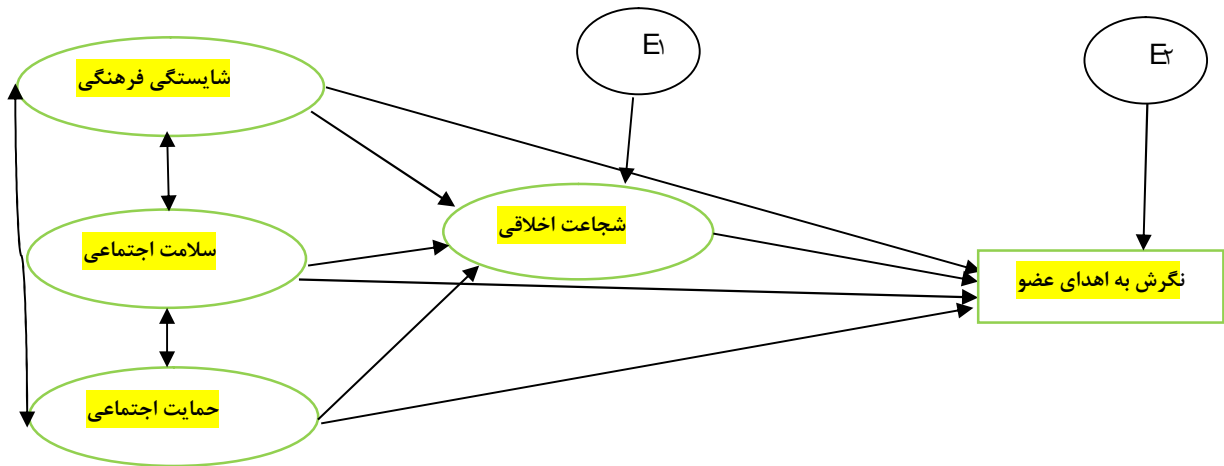 E۱
E۲
شایستگی فرهنگی
شجاعت اخلاقی
سلامت اجتماعی
نگرش به اهدای عضو
حمایت اجتماعی